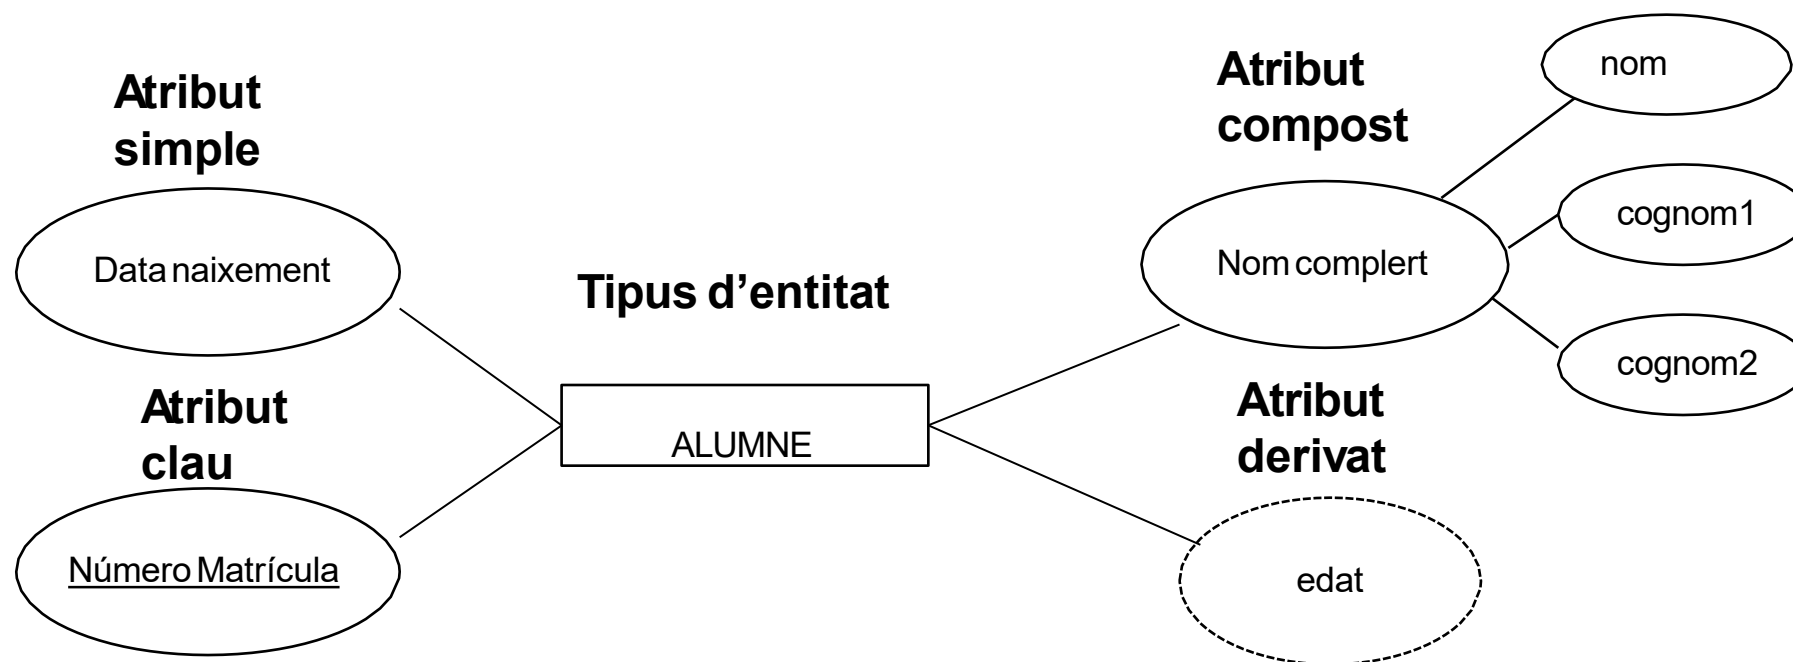 Atribut
simple
Data naixement
Atribut
clau
Número Matrícula
Tipus d’entitat
ALUMNE
Atribut
compost
Nom complert
nom
cognom1
cognom2
Atribut
derivat
edat